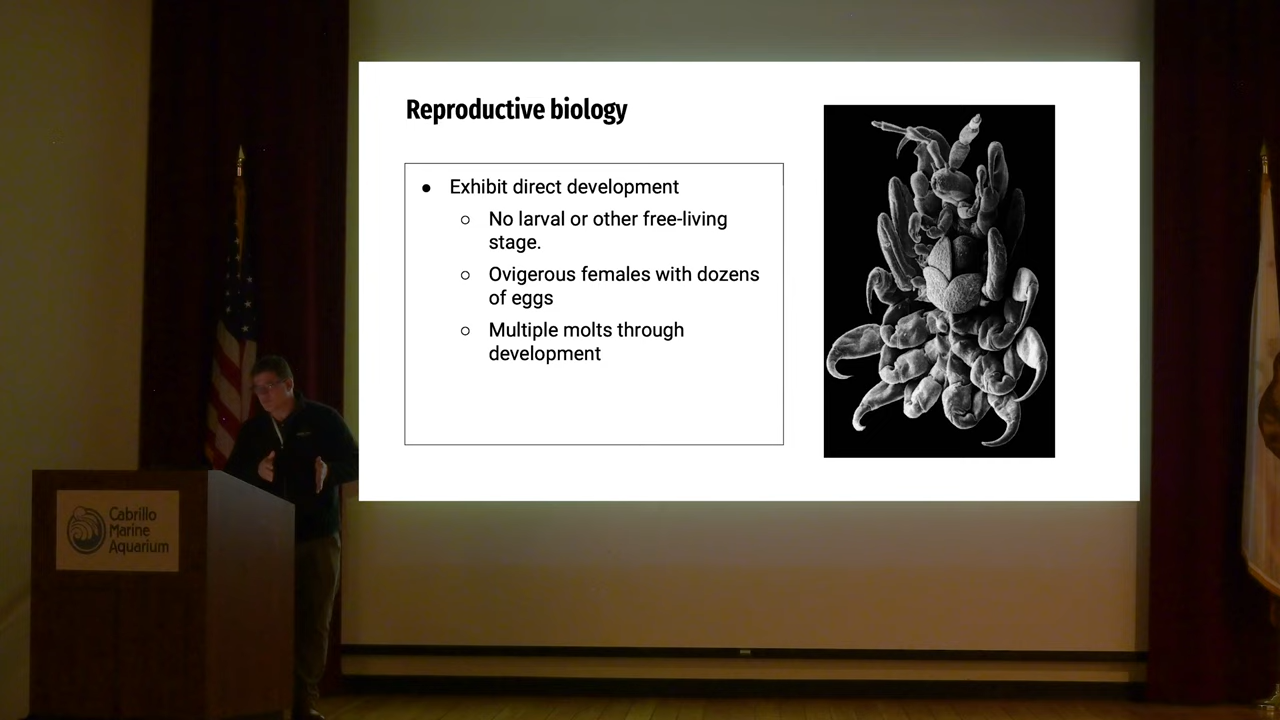 Reproductive biology
● Exhibit direct development
○ No larval or other free-living
stage.
○ Ovigerous females with dozens
of eggs
○ Multiple molts through
development
Cabrillo
Marine
Aquarium